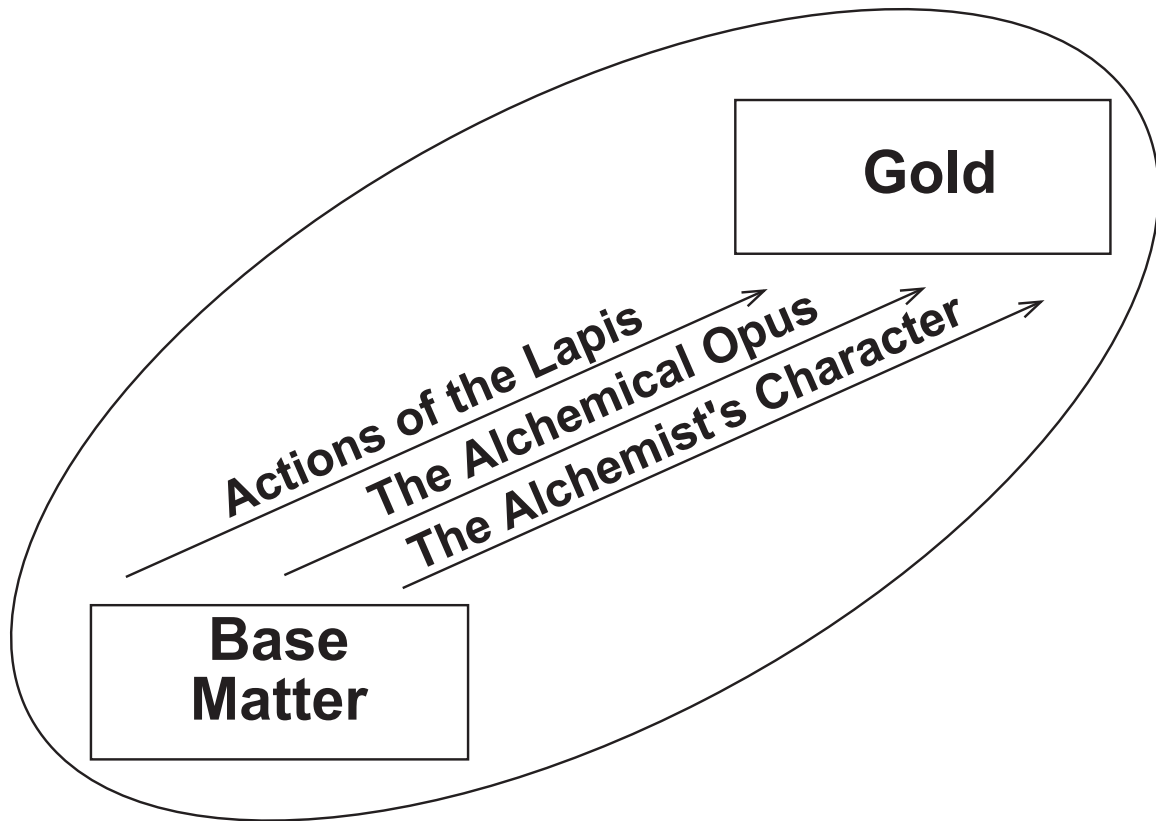 Gold
Actions of the Lapis
The Alchemical Opus
The Alchemist's Character
Base
Matter